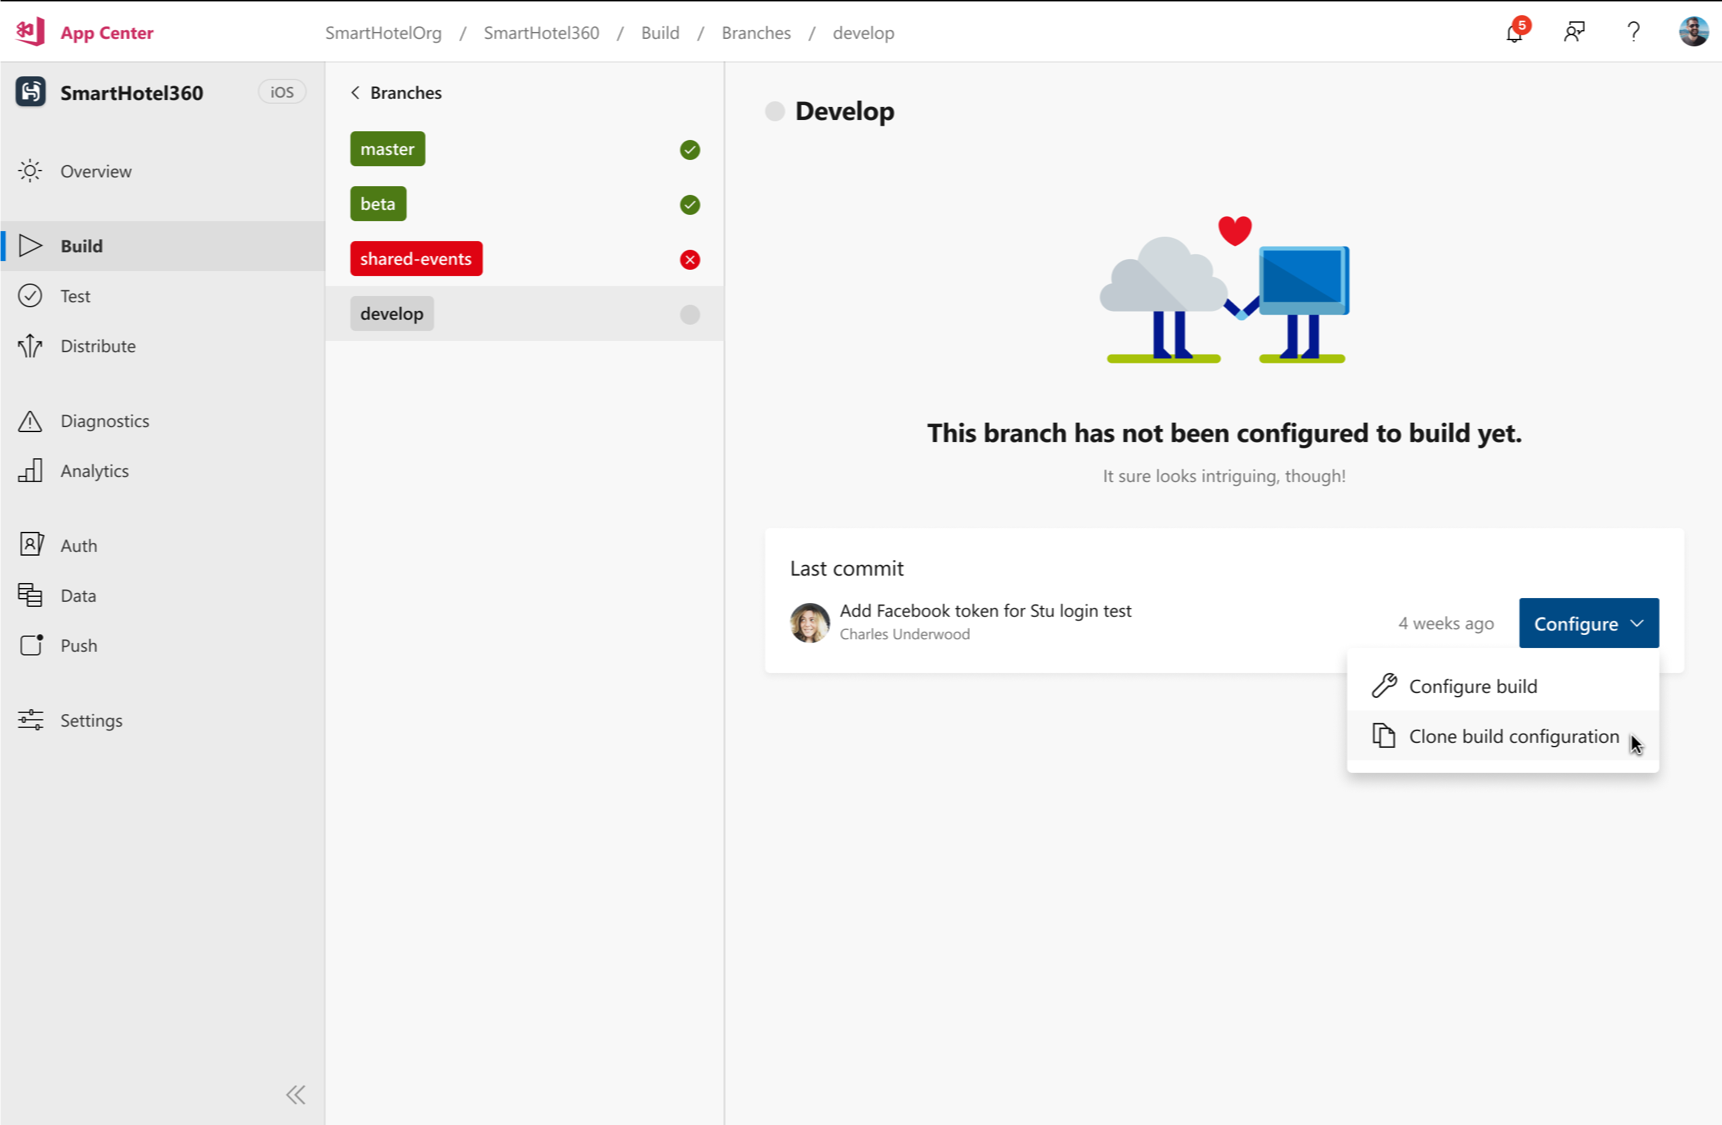 App Center
SmartHotelOrg / SmartHotel360 / Build / Branches / develop
5
?
SmartHotel360
iOS
Overview
Build
Test
Distribute
Diagnostics
Analytics
Auth
Data
Push
Settings
Branches
master
beta
shared-events
develop
Develop
This branch has not been configured to build yet.
It sure looks intriguing, though!
Last commit
Add Facebook token for Stu login test
Charles Underwood
4 weeks ago
Configure
Configure build
Clone build configuration